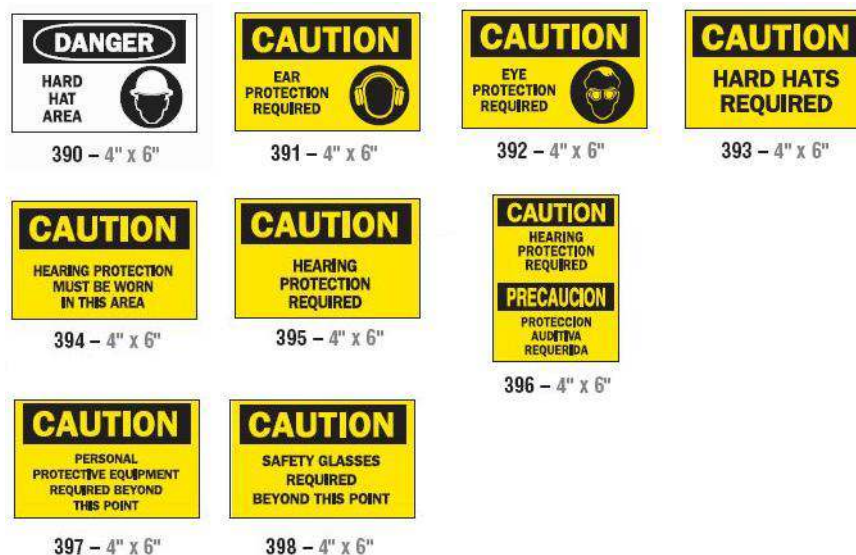 DANGER
HARD
HAT
AREA
390 – 4" x 6"
CAUTION
EAR
PROTECTION
REQUIRED
391 – 4" x 6"
CAUTION
EYE
PROTECTION
REQUIRED
392 – 4" x 6"
CAUTION
HARD HATS
REQUIRED
393 – 4" x 6"
CAUTION
HEARING PROTECTION
MUST BE WORN
IN THIS AREA
394 – 4" x 6"
CAUTION
HEARING
PROTECTION
REQUIRED
395 – 4" x 6"
CAUTION
HEARING
PROTECTION
REQUIRED
PRECAUCION
PROTECCION
AUDITIVA
REQUERIDA
396 – 4" x 6"
CAUTION
PERSONAL
PROTECTIVE EQUIPMENT
REQUIRED BEYOND
THIS POINT
397 – 4" x 6"
CAUTION
SAFETY GLASSES
REQUIRED
BEYOND THIS POINT
398 – 4" x 6"